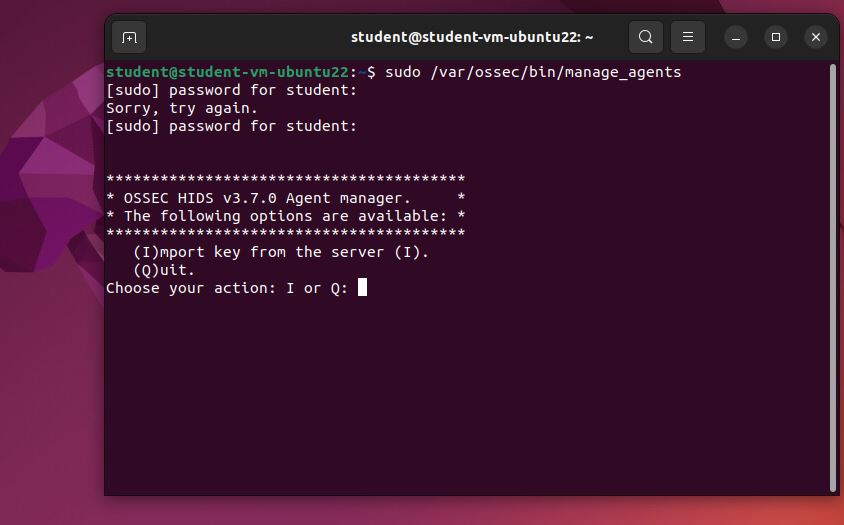 student@student-vm-ubuntu22: ~
student@student-vm-ubuntu22:~$ sudo /var/ossec/bin/manage_agents
[sudo] password for student:
Sorry, try again.
[sudo] password for student:
****************************************
* OSSEC HIDS v3.7.0 Agent manager.     *
* The following options are available: *
****************************************
   (I)mport key from the server (I).
   (Q)uit.
Choose your action: I or Q: